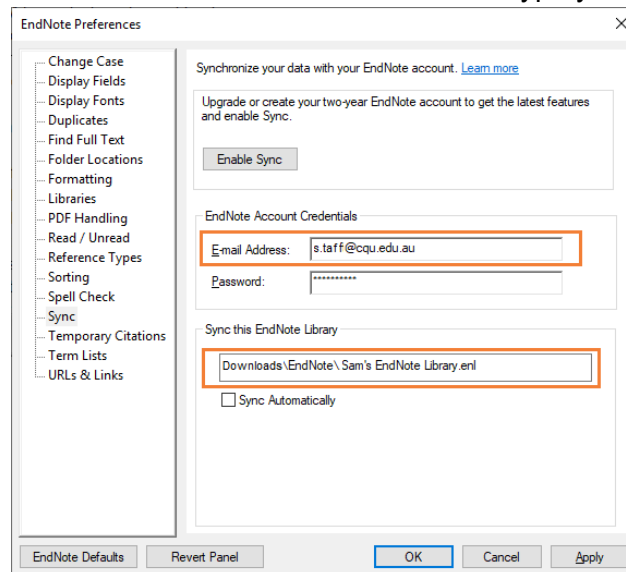 EndNote Preferences
Change Case
Display Fields
Display Fonts
Duplicates
Find Full Text
Folder Locations
Formatting
Libraries
PDF Handling
Read / Unread
Reference Types
Sorting
Spell Check
Sync
Temporary Citations
Term Lists
URLs & Links
Synchronize your data with your EndNote account. Learn more
Upgrade or create your two-year EndNote account to get the latest features
and enable Sync.
Enable Sync
EndNote Account Credentials
E-mail Address: s.taff@cqu.edu.au
Password: **********
Sync this EndNote Library
Downloads\EndNote\ Sam's EndNote Library.enl
Sync Automatically
EndNote Defaults Revert Panel OK Cancel Apply